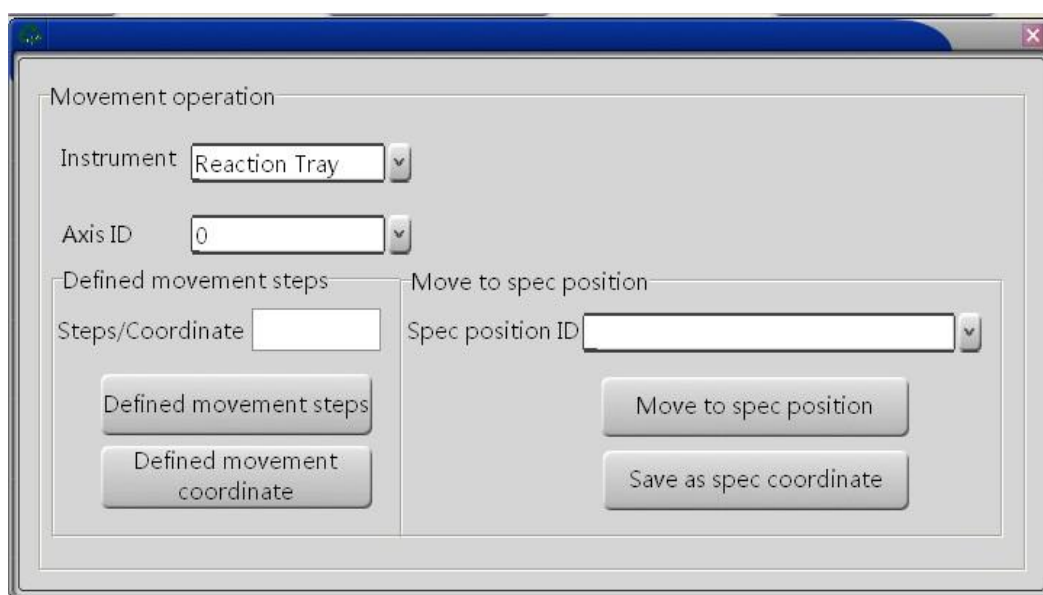 Movement operation
Instrument Reaction Tray
Axis ID 0
Defined movement steps
Steps/Coordinate
Defined movement steps
Defined movement
coordinate
Move to spec position
Spec position ID
Move to spec position
Save as spec coordinate